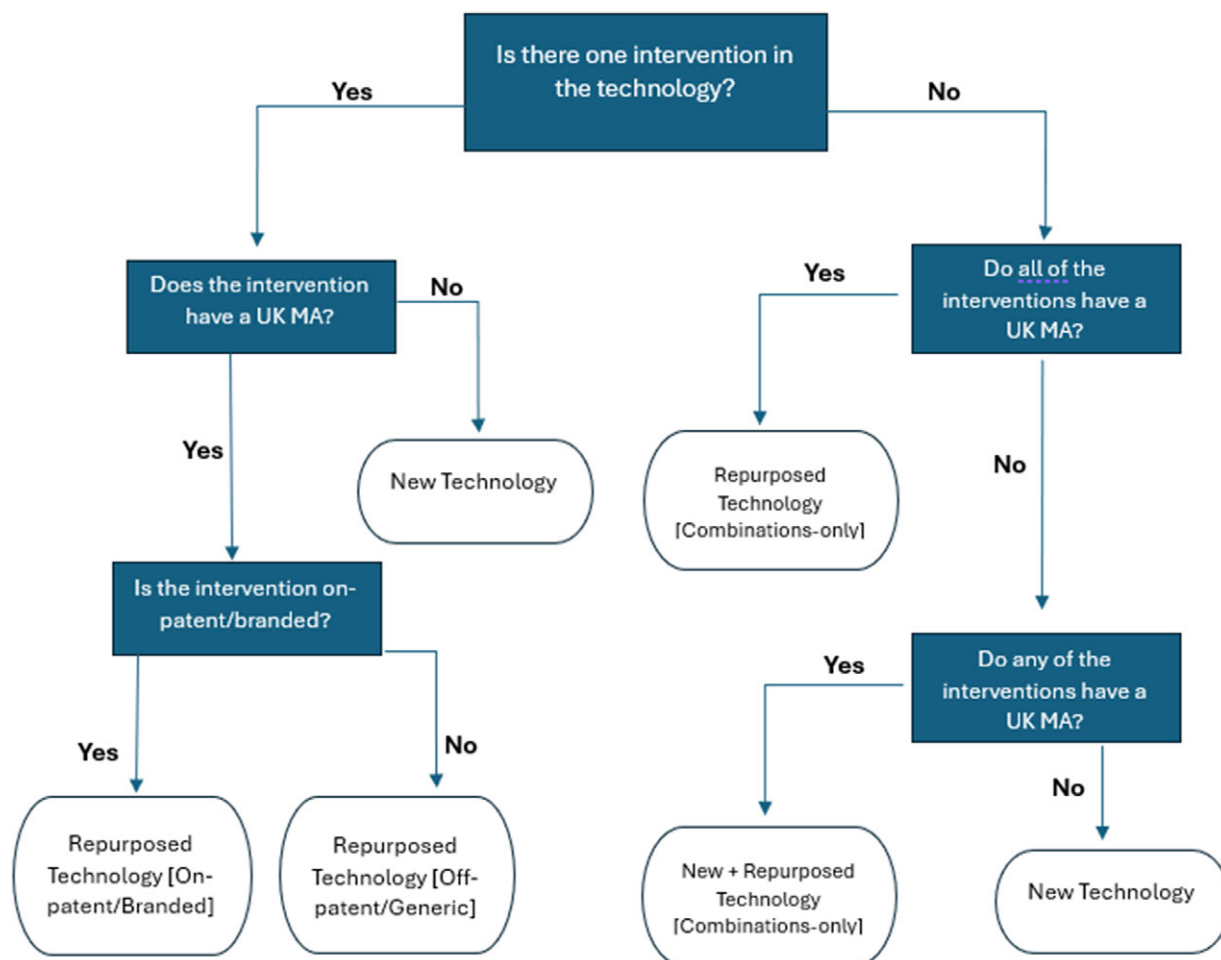 Is there one intervention in
the technology?
Yes
No
Does the intervention
have a UK MA?
No
Yes
Do all of the
interventions have a
UK MA?
Yes
New Technology
Repurposed
Technology
[Combinations-only]
No
Is the intervention on-
patent/branded?
Yes
Do any of the
interventions have a
UK MA?
Yes
No
No
Repurposed
Technology [On-
patent/Branded]
Repurposed
Technology [Off-
patent/Generic]
New + Repurposed
Technology
[Combinations-only]
New Technology